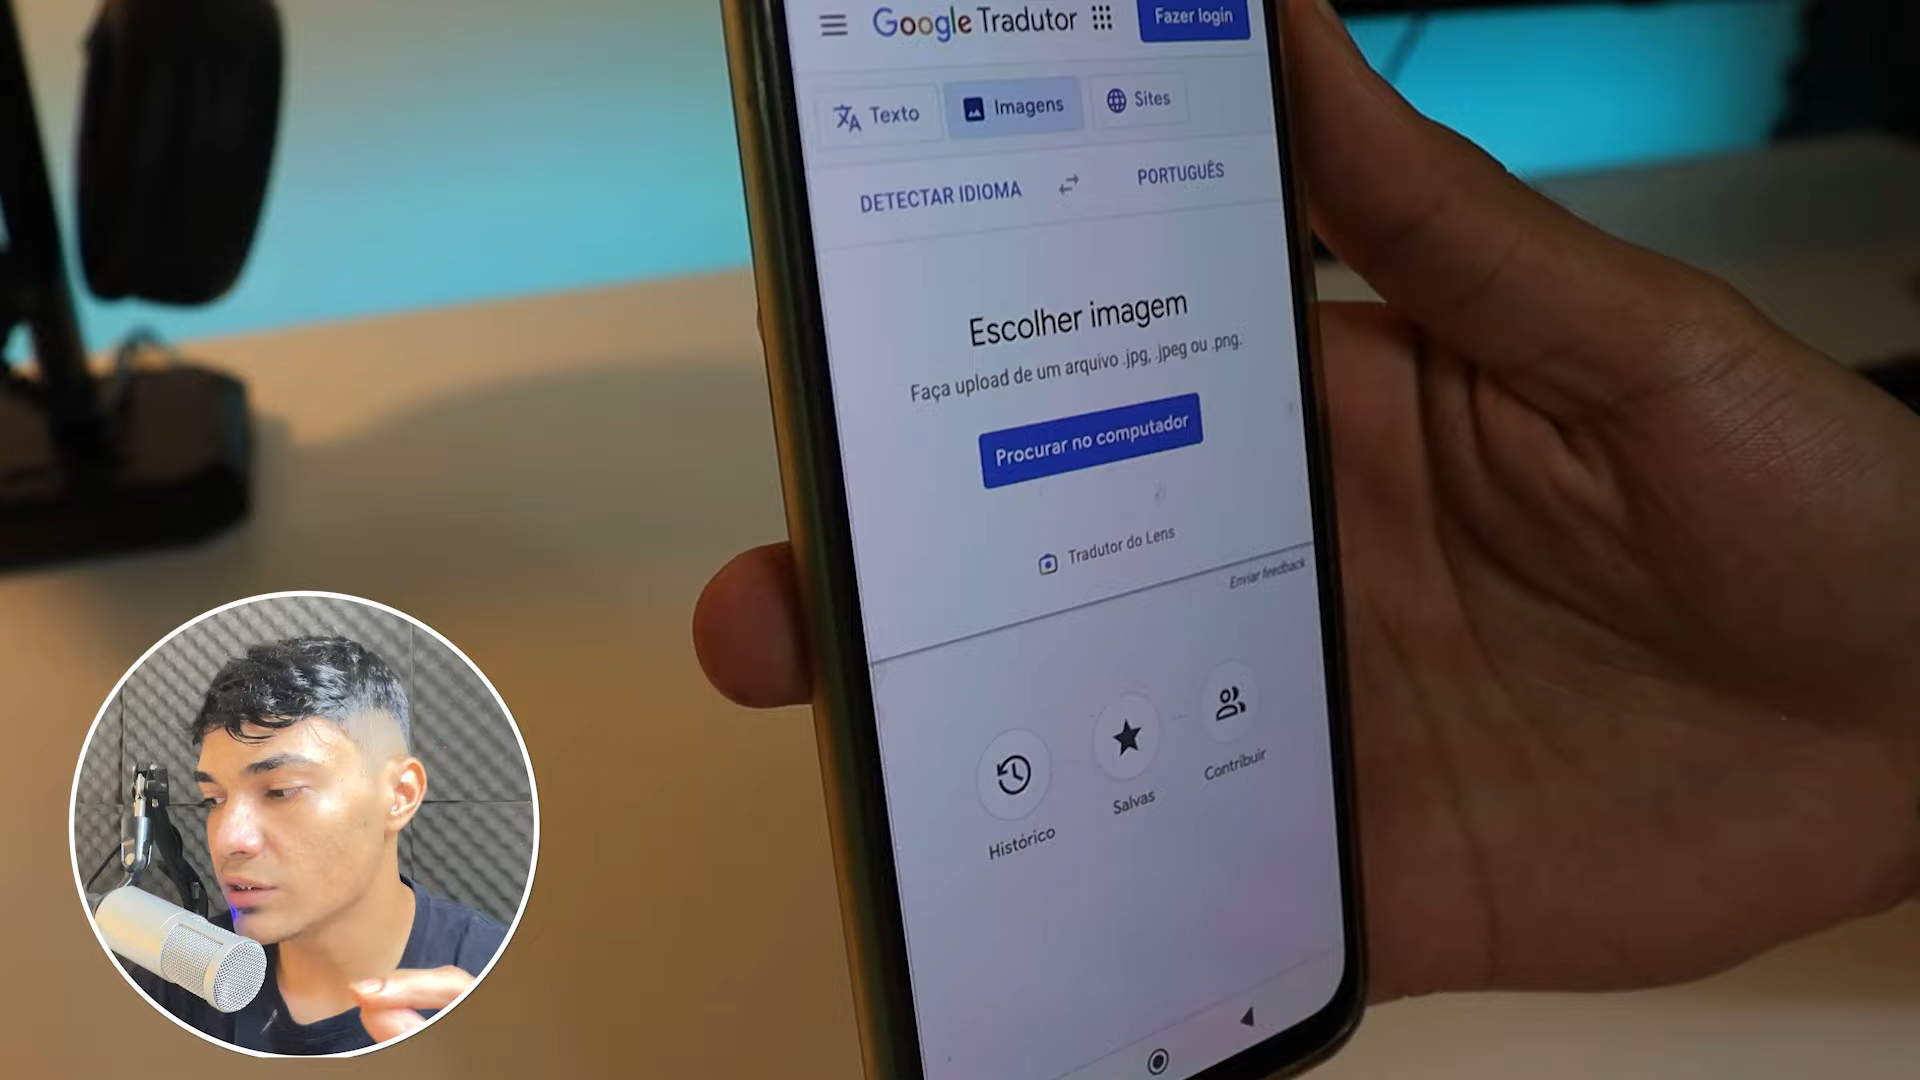 Google Tradutor
Fazer login
Texto
Imagens
Sites
DETECTAR IDIOMA
PORTUGUÊS
Escolher imagem
Faça upload de um arquivo .jpg, .jpeg ou .png.
Procurar no computador
Tradutor do Lens
Enviar feedback
Histórico
Salvas
Contribuir